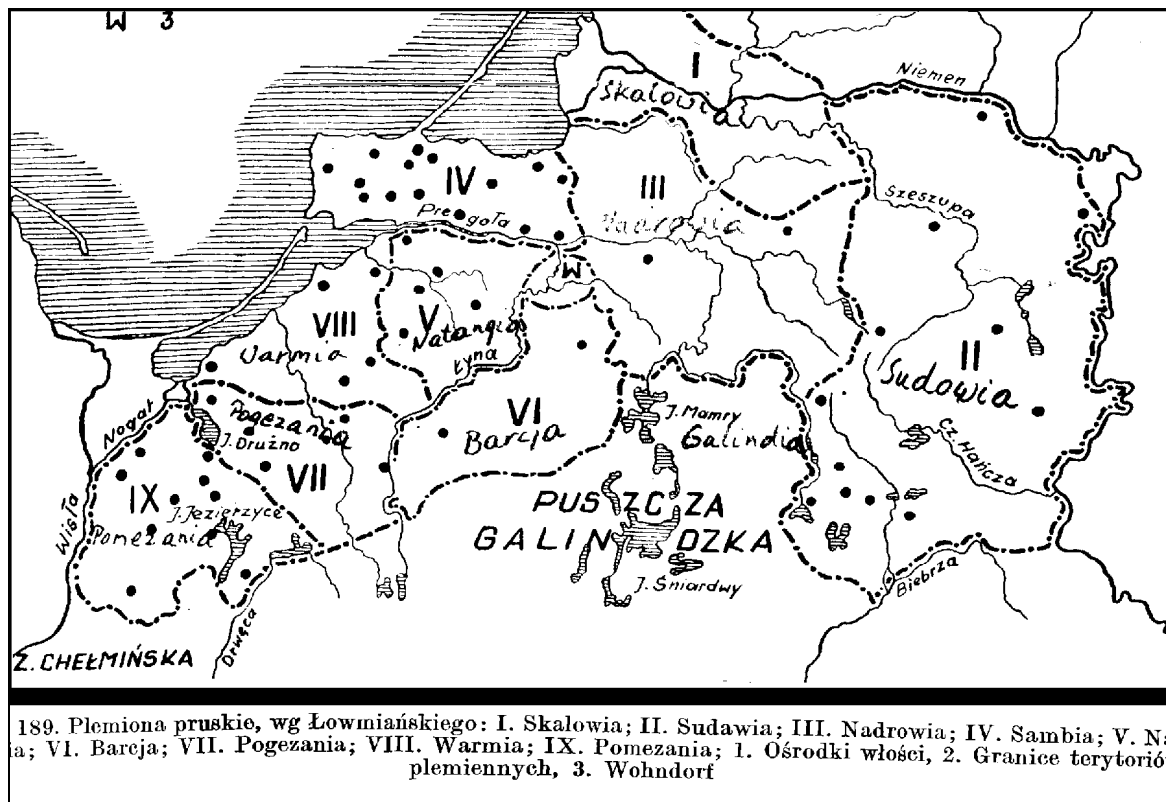 W 3
I
Skalowia
Niemen
IV
III
Pregoła
Nadrowia
Szeszupa
W
VIII
V
Natangia
Warmia
Łyna
II
Sudowia
Nogat
Pogezania
J. Drużno
VI
Barcja
J. Mamry
Galindia
Cz. Hańcza
VII
IX
Wisła
J. Jezierzyce
Pomezania
PUSZCZA
GALINDZKA
J. Śniardwy
Biebrza
Drwęca
Z. CHEŁMIŃSKA
189. Plemiona pruskie, wg Łowmiańskiego: I. Skalowia; II. Sudawia; III. Nadrowia; IV. Sambia; V. Na
ia; VI. Barcja; VII. Pogezania; VIII. Warmia; IX. Pomezania; 1. Ośrodki włości, 2. Granice terytorió
plemiennych, 3. Wohndorf